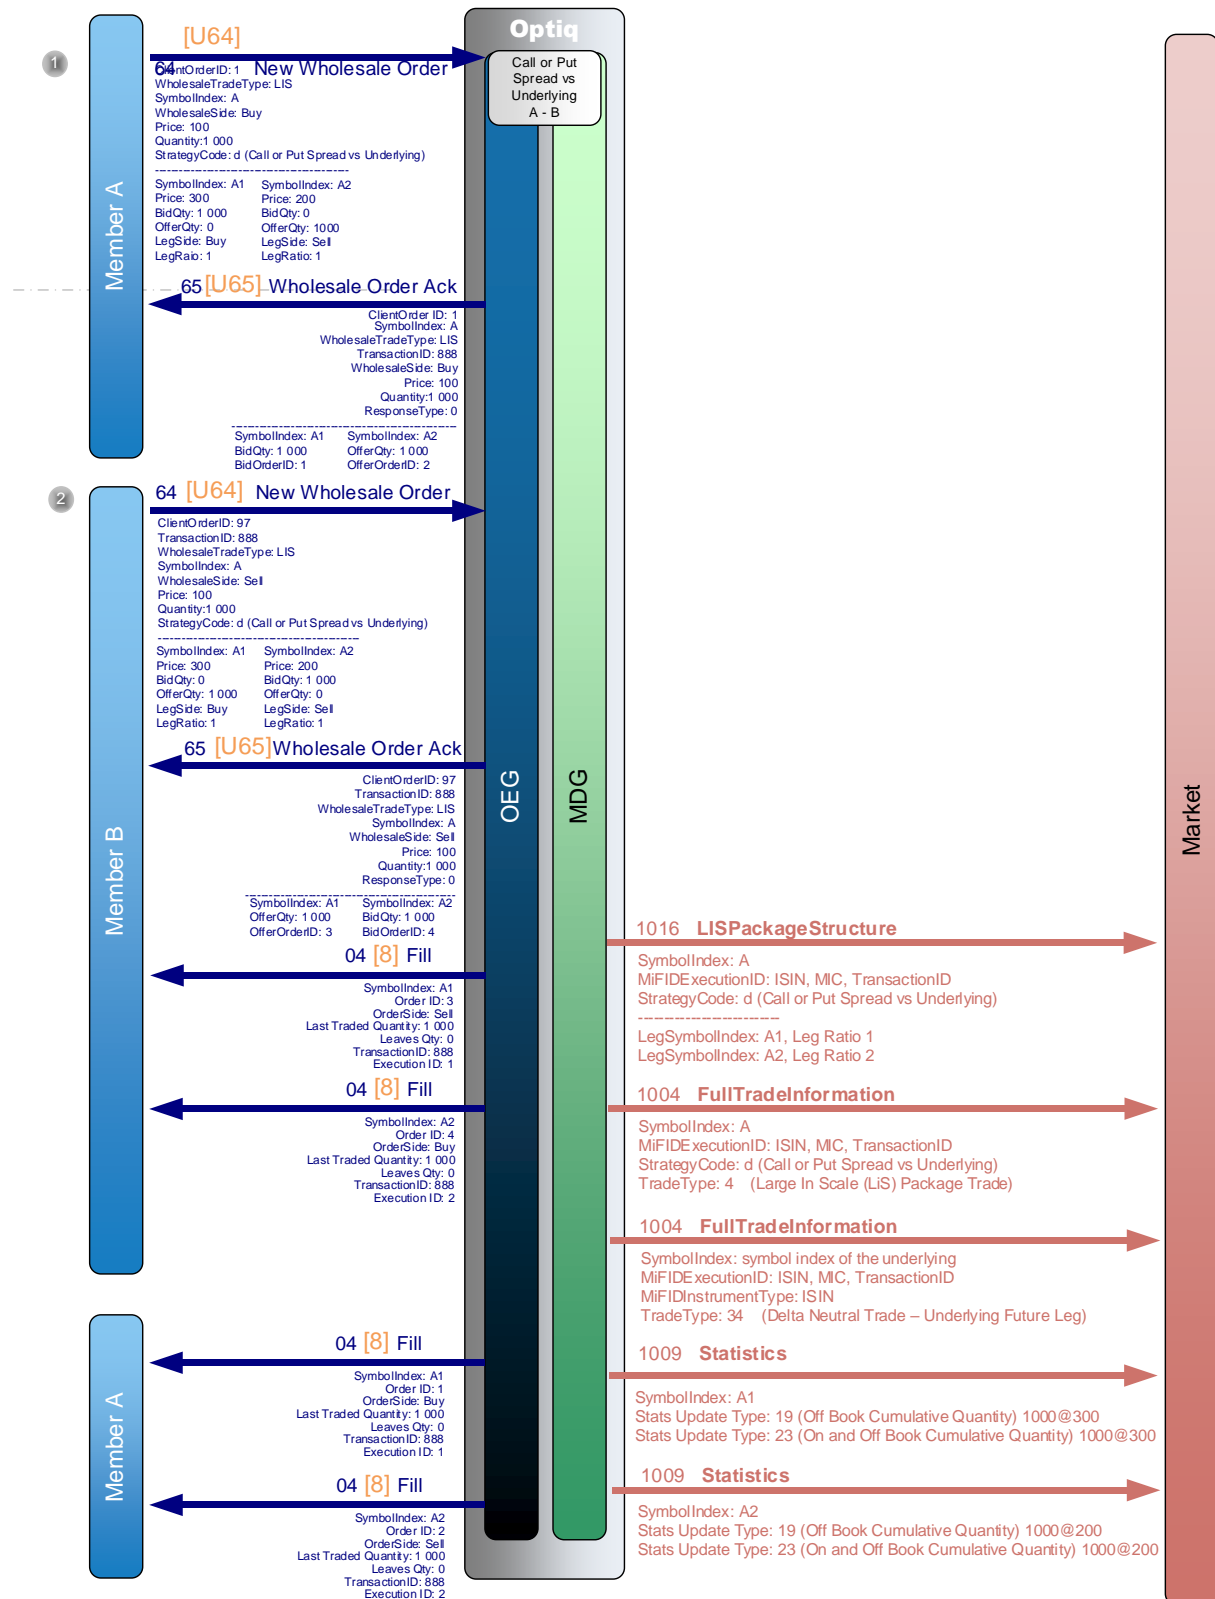 Optiq
Call or Put
Spread vs
Underlying
A - B
Market
OEG
MDG
1
Member A
[U64]
64 New Wholesale Order
ClientOrderID: 1
WholesaleTradeType: LIS
SymbolIndex: A
WholesaleSide: Buy
Price: 100
Quantity:1 000
StrategyCode: d (Call or Put Spread vs Underlying)
------------------------------------------------
SymbolIndex: A1 SymbolIndex: A2
Price: 300 Price: 200
BidQty: 1 000 BidQty: 0
OfferQty: 0 OfferQty: 1000
LegSide: Buy LegSide: Sell
LegRaio: 1 LegRatio: 1
65 [U65] Wholesale Order Ack
ClientOrder ID: 1
SymbolIndex: A
WholesaleTradeType: LIS
TransactionID: 888
WholesaleSide: Buy
Price: 100
Quantity:1 000
ResponseType: 0
--------------------------------------------------------
SymbolIndex: A1 SymbolIndex: A2
BidQty: 1 000 OfferQty: 1 000
BidOrderID: 1 OfferOrderID: 2
2
Member B
64 [U64] New Wholesale Order
ClientOrderID: 97
TransactionID: 888
WholesaleTradeType: LIS
SymbolIndex: A
WholesaleSide: Sell
Price: 100
Quantity:1 000
StrategyCode: d (Call or Put Spread vs Underlying)
--------------------------------------------------
SymbolIndex: A1 SymbolIndex: A2
Price: 300 Price: 200
BidQty: 0 BidQty: 1 000
OfferQty: 1 000 OfferQty: 0
LegSide: Buy LegSide: Sell
LegRatio: 1 LegRatio: 1
65 [U65] Wholesale Order Ack
ClientOrderID: 97
TransactionID: 888
WholesaleTradeType: LIS
SymbolIndex: A
WholesaleSide: Sell
Price: 100
Quantity:1 000
ResponseType: 0
----------------------------------------------------
SymbolIndex: A1 SymbolIndex: A2
OfferQty: 1 000 BidQty: 1 000
OfferOrderID: 3 BidOrderID: 4
04 [8] Fill
SymbolIndex: A1
Order ID: 3
OrderSide: Sell
Last Traded Quantity: 1 000
Leaves Qty: 0
TransactionID: 888
Execution ID: 1
04 [8] Fill
SymbolIndex: A2
Order ID: 4
OrderSide: Buy
Last Traded Quantity: 1 000
Leaves Qty: 0
TransactionID: 888
Execution ID: 2
1016 LISPackageStructure
SymbolIndex: A
MiFIDExecutionID: ISIN, MIC, TransactionID
StrategyCode: d (Call or Put Spread vs Underlying)
---------------------------
LegSymbolIndex: A1, Leg Ratio 1
LegSymbolIndex: A2, Leg Ratio 2
1004 FullTradeInformation
SymbolIndex: A
MiFIDExecutionID: ISIN, MIC, TransactionID
StrategyCode: d (Call or Put Spread vs Underlying)
TradeType: 4 (Large In Scale (LiS) Package Trade)
1004 FullTradeInformation
SymbolIndex: symbol index of the underlying
MiFIDExecutionID: ISIN, MIC, TransactionID
MiFIDInstrumentType: ISIN
TradeType: 34 (Delta Neutral Trade – Underlying Future Leg)
Member A
04 [8] Fill
SymbolIndex: A1
Order ID: 1
OrderSide: Buy
Last Traded Quantity: 1 000
Leaves Qty: 0
TransactionID: 888
Execution ID: 1
04 [8] Fill
SymbolIndex: A2
Order ID: 2
OrderSide: Sell
Last Traded Quantity: 1 000
Leaves Qty: 0
TransactionID: 888
Execution ID: 2
1009 Statistics
SymbolIndex: A1
Stats Update Type: 19 (Off Book Cumulative Quantity) 1000@300
Stats Update Type: 23 (On and Off Book Cumulative Quantity) 1000@300
1009 Statistics
SymbolIndex: A2
Stats Update Type: 19 (Off Book Cumulative Quantity) 1000@200
Stats Update Type: 23 (On and Off Book Cumulative Quantity) 1000@200